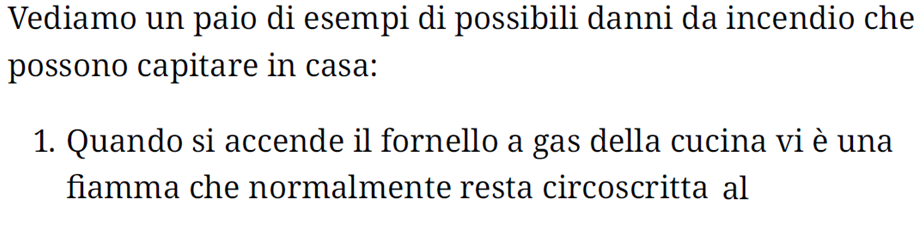 Vediamo un paio di esempi di possibili danni da incendio che
possono capitare in casa:
1. Quando si accende il fornello a gas della cucina vi è una
fiamma che normalmente resta circoscritta al